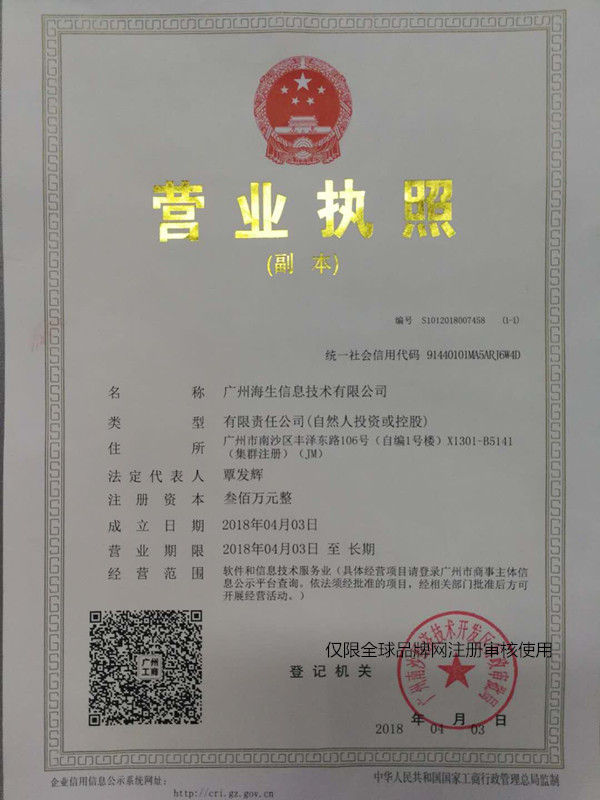 营业执照
(副本)
编号 S1012018007458 (1-1)
统一社会信用代码 91440101MA5ARJ6W4D
名称 广州海生信息技术有限公司
类型 有限责任公司(自然人投资或控股)
住所 广州市南沙区丰泽东路106号（自编1号楼）X1301-B5141
（集群注册）（JM）
法定代表人 覃发辉
注册资本 叁佰万元整
成立日期 2018年04月03日
营业期限 2018年04月03日 至 长期
经营范围 软件和信息技术服务业（具体经营项目请登录广州市商事主体信
息公示平台查询。依法须经批准的项目，经相关部门批准后方可
开展经营活动。）
广州
工商
仅限全球品牌网注册审核使用
登记机关
2018 年 04 月 03 日
企业信用信息公示系统网址：
http://cri.gz.gov.cn
中华人民共和国国家工商行政管理总局监制